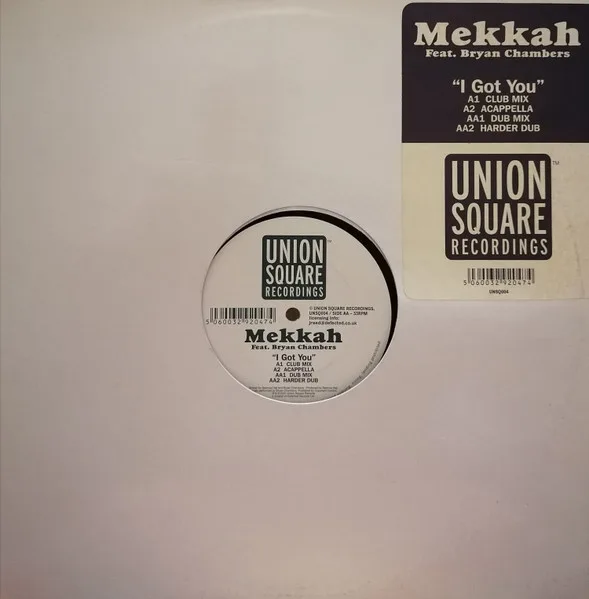 Mekkah
Feat. Bryan Chambers
"I Got You"
A1 CLUB MIX
A2 ACAPPELLA
AA1 DUB MIX
AA2 HARDER DUB
UNION
SQUARE
RECORDINGS
TM
5 060032 920474
UNSQ004
UNION
SQUARE
RECORDINGS
5 060032 920474
UNION SQUARE RECORDINGS.
UNSQ004 / SIDE AA - 33RPM
licensing info:
Mekkah
Feat. Bryan Chambers
"I Got You"
A1 CLUB MIX
A2 ACAPPELLA
AA1 DUB MIX
AA2 HARDER DUB